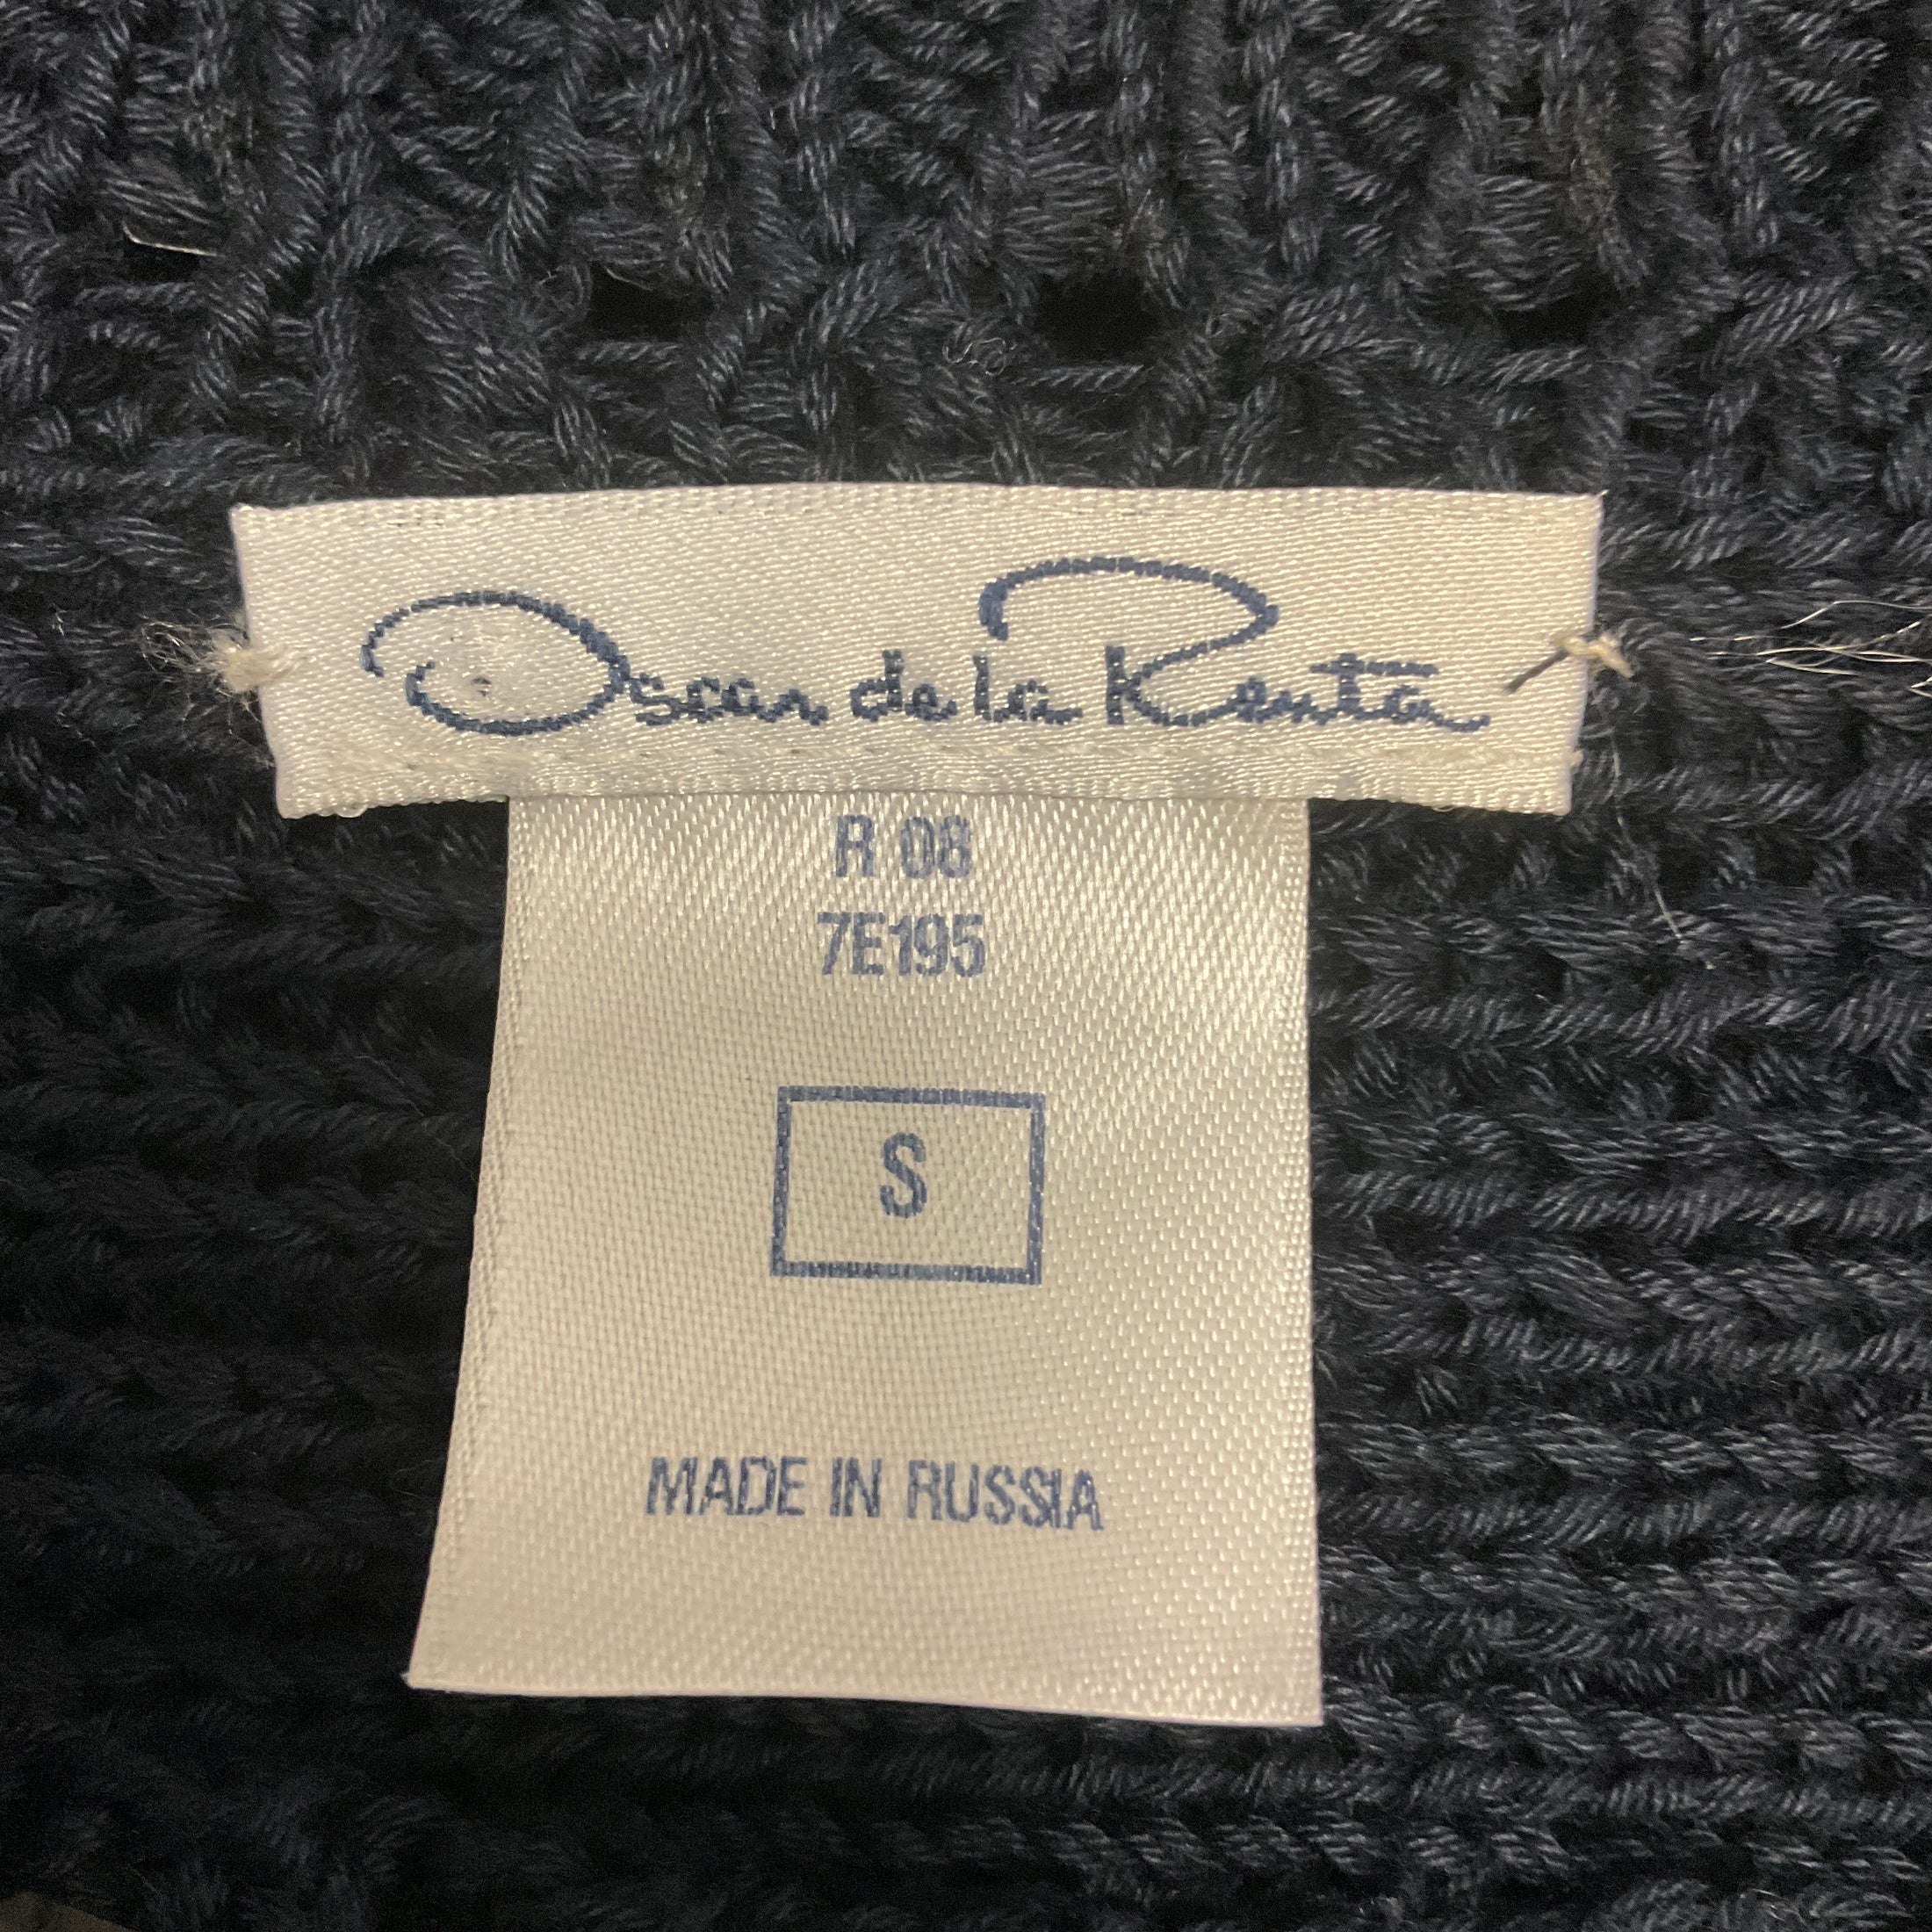 Oscar de la Renta
R 08
7E195
S
MADE IN RUSSIA